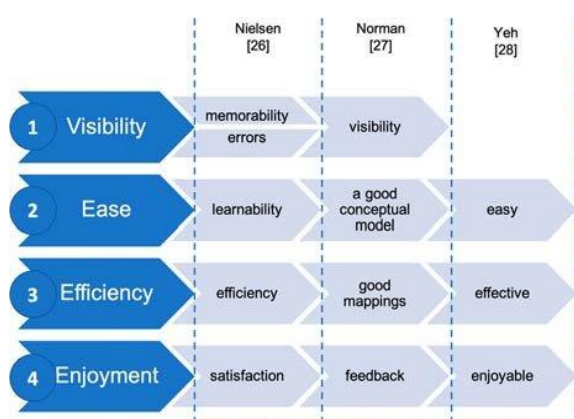 Nielsen
[26]
Norman
[27]
Yeh
[28]
1 Visibility
memorability
errors
visibility
2 Ease
learnability
a good
conceptual
model
easy
3 Efficiency
efficiency
good
mappings
effective
4 Enjoyment
satisfaction
feedback
enjoyable